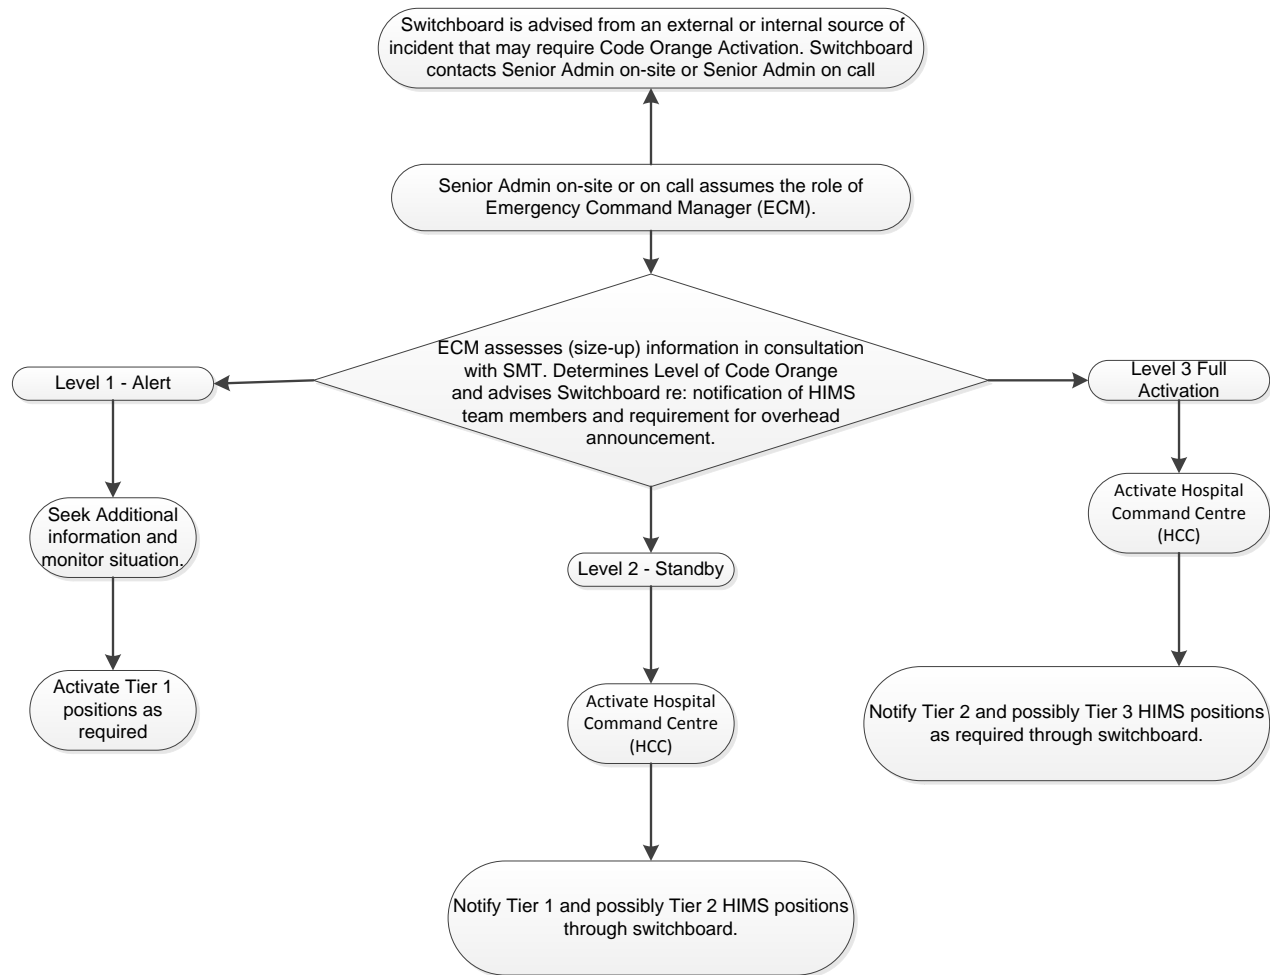 Switchboard is advised from an external or internal source of
incident that may require Code Orange Activation. Switchboard
contacts Senior Admin on-site or Senior Admin on call
Senior Admin on-site or on call assumes the role of
Emergency Command Manager (ECM).
ECM assesses (size-up) information in consultation
with SMT. Determines Level of Code Orange
and advises Switchboard re: notification of HIMS
team members and requirement for overhead
announcement.
Level 1 - Alert
Seek Additional
information and
monitor situation.
Activate Tier 1
positions as
required
Level 2 - Standby
Activate Hospital
Command Centre
(HCC)
Notify Tier 1 and possibly Tier 2 HIMS positions
through switchboard.
Level 3 Full
Activation
Activate Hospital
Command Centre
(HCC)
Notify Tier 2 and possibly Tier 3 HIMS positions
as required through switchboard.